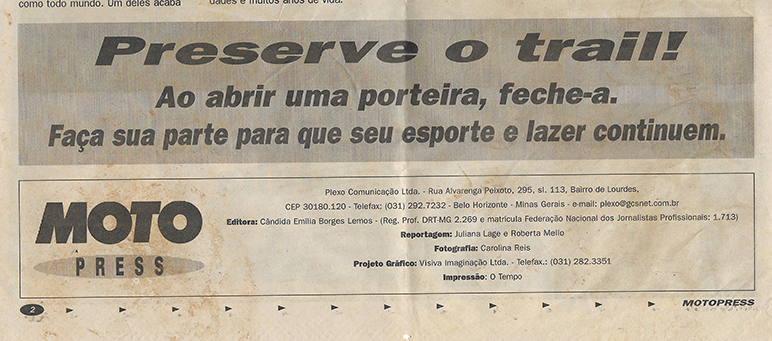 como todo mundo. Um deles acaba
dades e muitos anos de vida.
Preserve o trail!
Ao abrir uma porteira, feche-a.
Faça sua parte para que seu esporte e lazer continuem.
MOTO
PRESS
Plexo Comunicação Ltda. - Rua Alvarenga Peixoto, 295, sl. 113, Bairro de Lourdes,
CEP 30180.120 - Telefax: (031) 292.7232 - Belo Horizonte - Minas Gerais - e-mail: plexo@gcsnet.com.br
Editora: Cândida Emília Borges Lemos - (Reg. Prof. DRT-MG 2.269 e matrícula Federação Nacional dos Jornalistas Profissionais: 1.713)
Reportagem: Juliana Lage e Roberta Mello
Fotografia: Carolina Reis
Projeto Gráfico: Visiva Imaginação Ltda. - Telefax.: (031) 282.3351
Impressão: O Tempo
2
MOTOPRESS